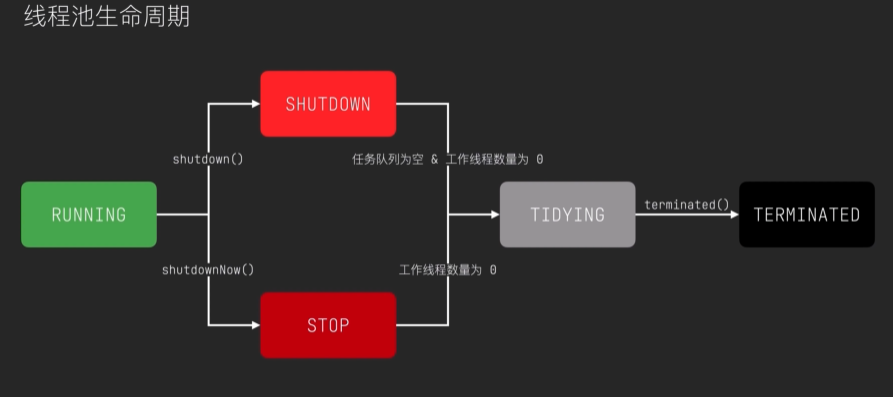 线程池生命周期
SHUTDOWN
shutdown()
任务队列为空 & 工作线程数量为 0
RUNNING
TIDYING
terminated()
TERMINATED
shutdownNow()
工作线程数量为 0
STOP